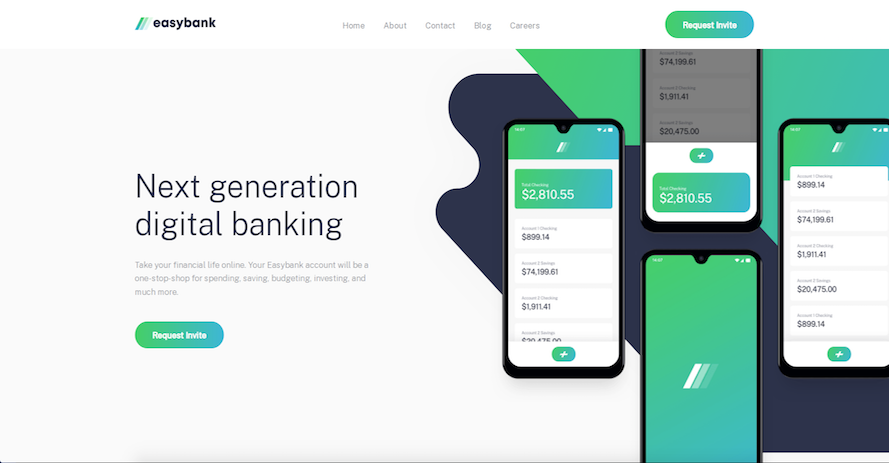 easybank
Home
About
Contact
Blog
Careers
Request Invite
Next generation
digital banking
Take your financial life online. Your Easybank account will be a
one-stop-shop for spending, saving, budgeting, investing, and
much more.
Request Invite
Total Checking
$2,810.55
Account 1 Checking
$899.14
Account 2 Savings
$74,199.61
Account 2 Checking
$1,911.41
Account 2 Savings
$20,475.00
Account 2 Savings
$74,199.61
Account 2 Checking
$1,911.41
Account 2 Savings
$20,475.00
Total Checking
$2,810.55
Account 1 Checking
$899.14
Account 2 Savings
$74,199.61
Account 2 Checking
$1,911.41
Account 2 Savings
$20,475.00
Account 1 Checking
$899.14